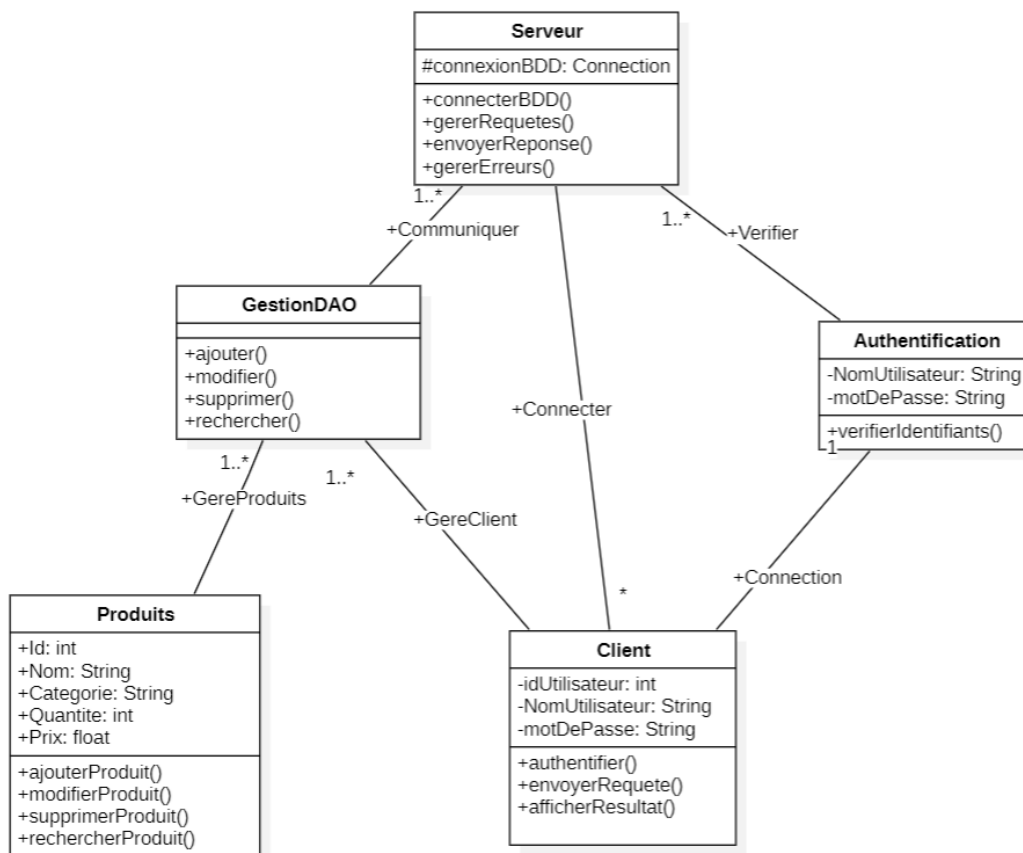 Serveur
#connexionBDD: Connection
+connecterBDD()
+gererRequetes()
+envoyerReponse()
+gererErreurs()
1..*
1..*
+Communiquer
+Verifier
GestionDAO
+ajouter()
+modifier()
+supprimer()
+rechercher()
Authentification
-NomUtilisateur: String
-motDePasse: String
+verifierIdentifiants()
1
+Connecter
1..*
1..*
+GereProduits
+GereClient
+Connection
*
Produits
+Id: int
+Nom: String
+Categorie: String
+Quantite: int
+Prix: float
+ajouterProduit()
+modifierProduit()
+supprimerProduit()
+rechercherProduit()
Client
-idUtilisateur: int
-NomUtilisateur: String
-motDePasse: String
+authentifier()
+envoyerRequete()
+afficherResultat()